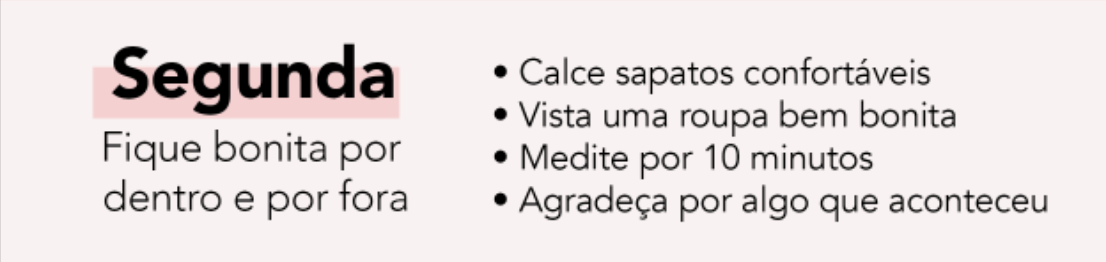 Segunda
Fique bonita por
dentro e por fora
• Calce sapatos confortáveis
• Vista uma roupa bem bonita
• Medite por 10 minutos
• Agradeça por algo que aconteceu